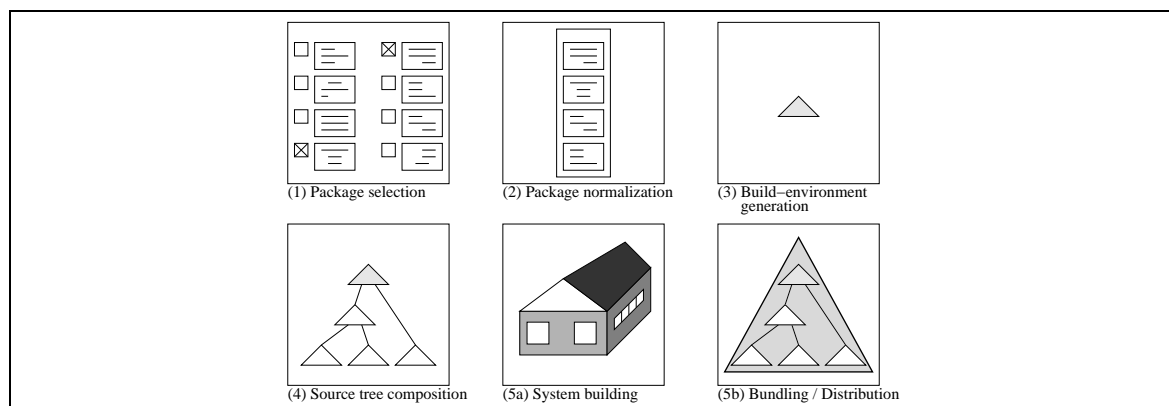 (1) Package selection
(2) Package normalization
(3) Build−environment
generation
(4) Source tree composition
(5a) System building
(5b) Bundling / Distribution